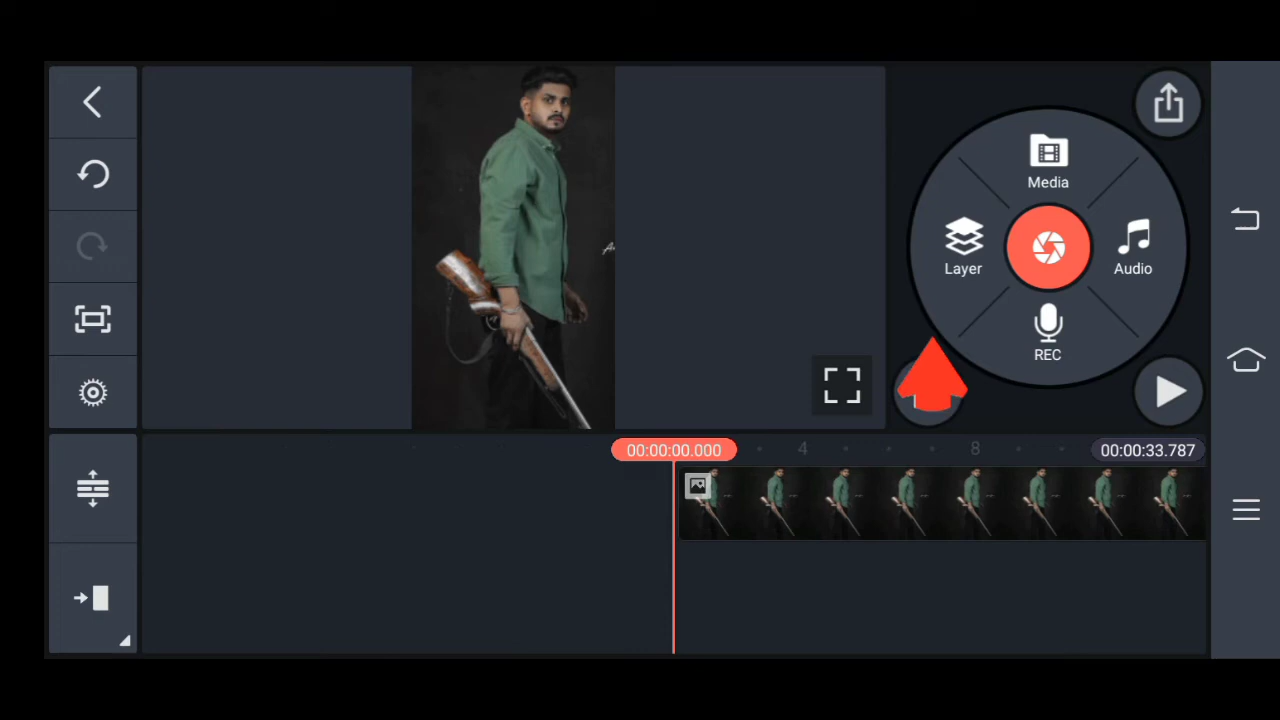 Media
Layer
Audio
REC
00:00:00.000
4
8
00:00:33.787